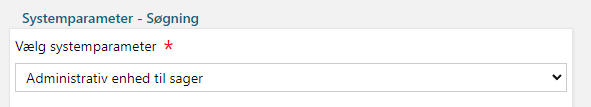 Systemparameter - Søgning
Vælg systemparameter *
Administrativ enhed til sager